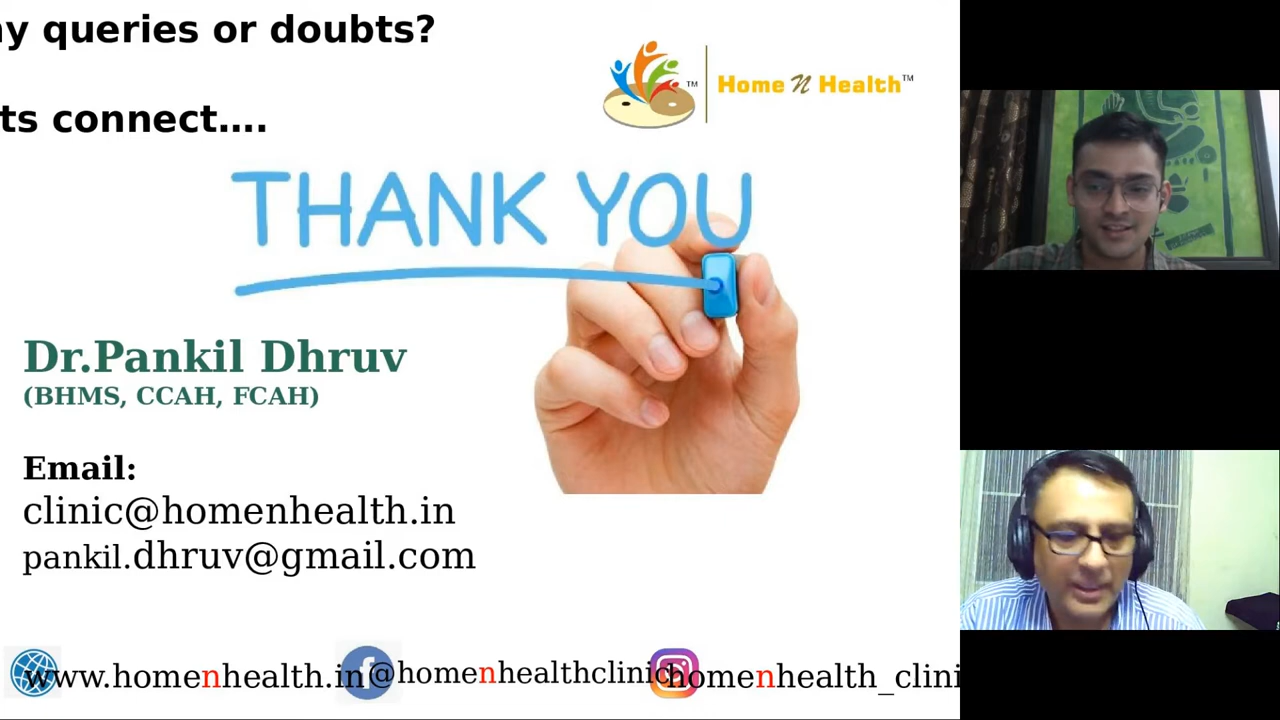 ny queries or doubts?
ts connect....
Home N Health™
THANK YOU
Dr.Pankil Dhruv
(BHMS, CCAH, FCAH)
Email:
clinic@homenhealth.in
pankil.dhruv@gmail.com
www.homenhealth.in
@homenhealthclinic
homenhealth_clini